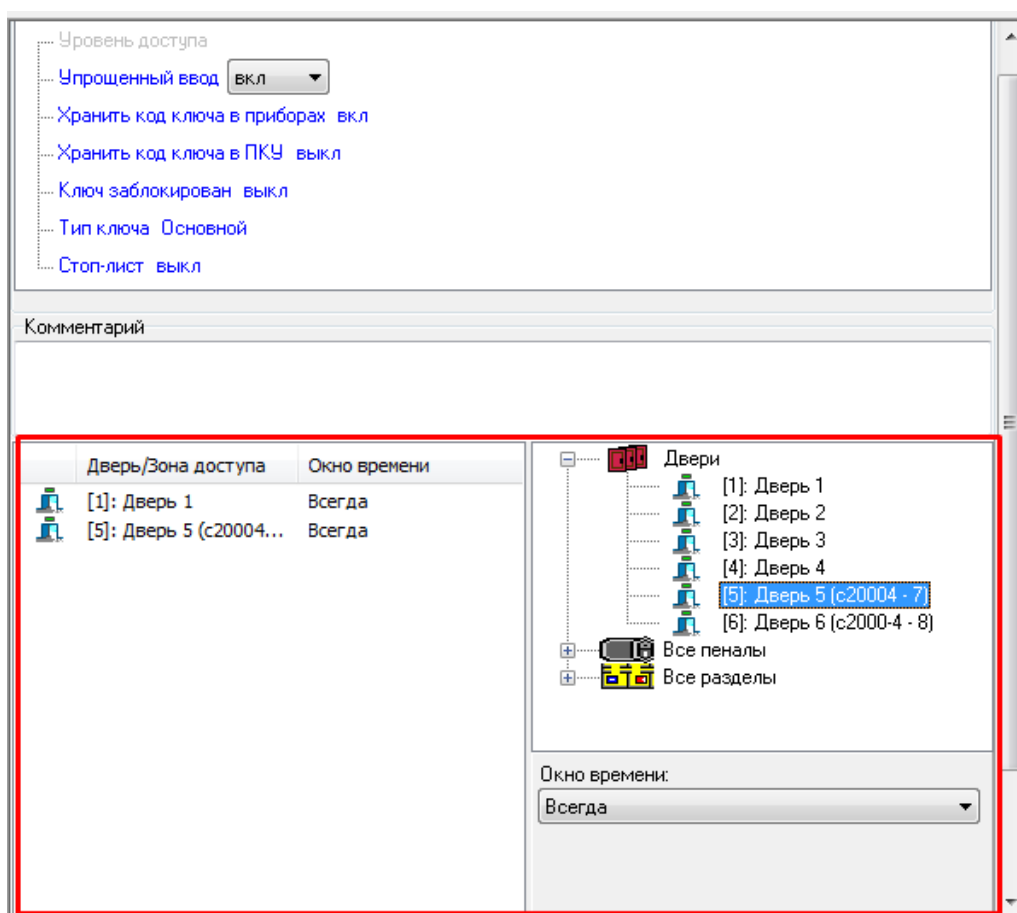 Уровень доступа
Упрощенный ввод вкл
Хранить код ключа в приборах вкл
Хранить код ключа в ПКУ выкл
Ключ заблокирован выкл
Тип ключа Основной
Стоп-лист выкл
Комментарий
Дверь/Зона доступа Окно времени
[1]: Дверь 1 Всегда
[5]: Дверь 5 (с20004... Всегда
Двери
[1]: Дверь 1
[2]: Дверь 2
[3]: Дверь 3
[4]: Дверь 4
[5]: Дверь 5 (с20004 - 7)
[6]: Дверь 6 (с2000-4 - 8)
Все пеналы
Все разделы
Окно времени:
Всегда